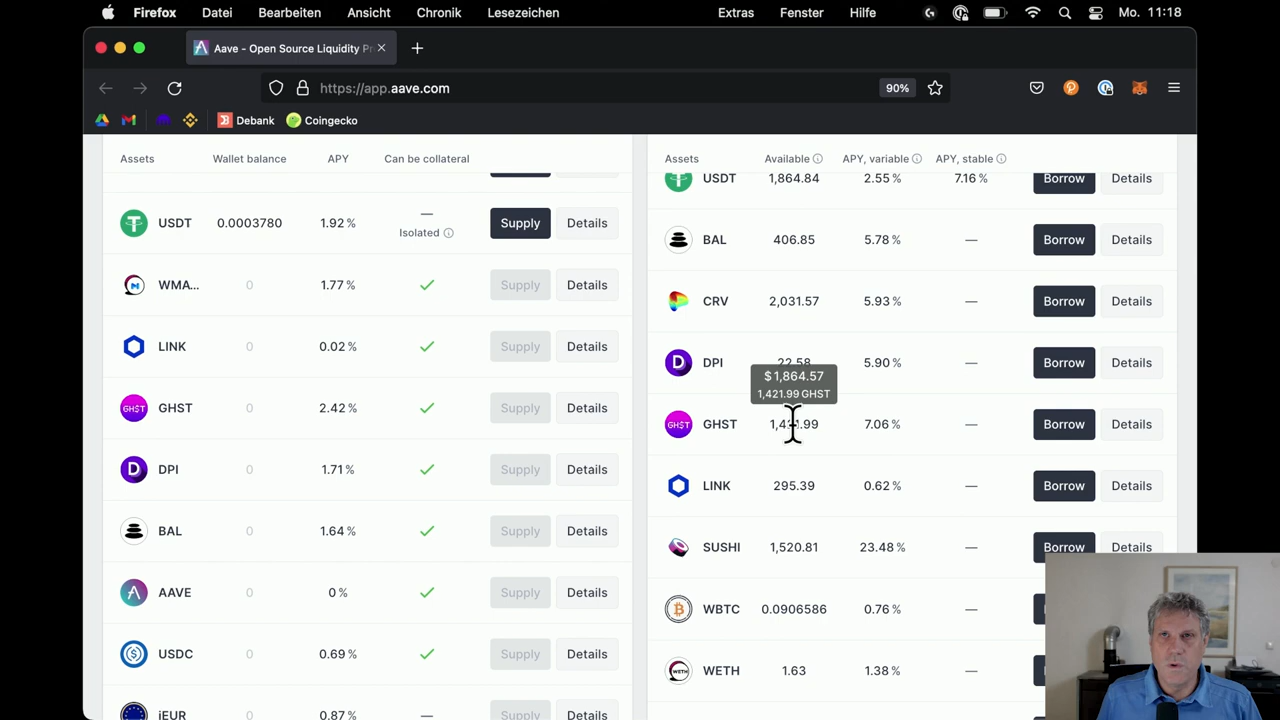 Firefox Datei Bearbeiten Ansicht Chronik Lesezeichen Extras Fenster Hilfe Mo. 11:18
Aave - Open Source Liquidity Pr
https://app.aave.com 90%
Debank Coingecko
Assets Wallet balance APY Can be collateral
USDT 0.0003780 1.92 % — Isolated Supply Details
WMA... 0 1.77 % Supply Details
LINK 0 0.02 % Supply Details
GHST 0 2.42 % Supply Details
DPI 0 1.71 % Supply Details
BAL 0 1.64 % Supply Details
AAVE 0 0 % Supply Details
USDC 0 0.69 % Supply Details
iEUR 0.87 % — Details
Assets Available APY, variable APY, stable
USDT 1,864.84 2.55 % 7.16 % Borrow Details
BAL 406.85 5.78 % — Borrow Details
CRV 2,031.57 5.93 % — Borrow Details
DPI 22.58 5.90 % — Borrow Details
$ 1,864.57
1,421.99 GHST
GHST 1,421.99 7.06 % — Borrow Details
LINK 295.39 0.62 % — Borrow Details
SUSHI 1,520.81 23.48 % — Borrow Details
WBTC 0.0906586 0.76 % —
WETH 1.63 1.38 % —